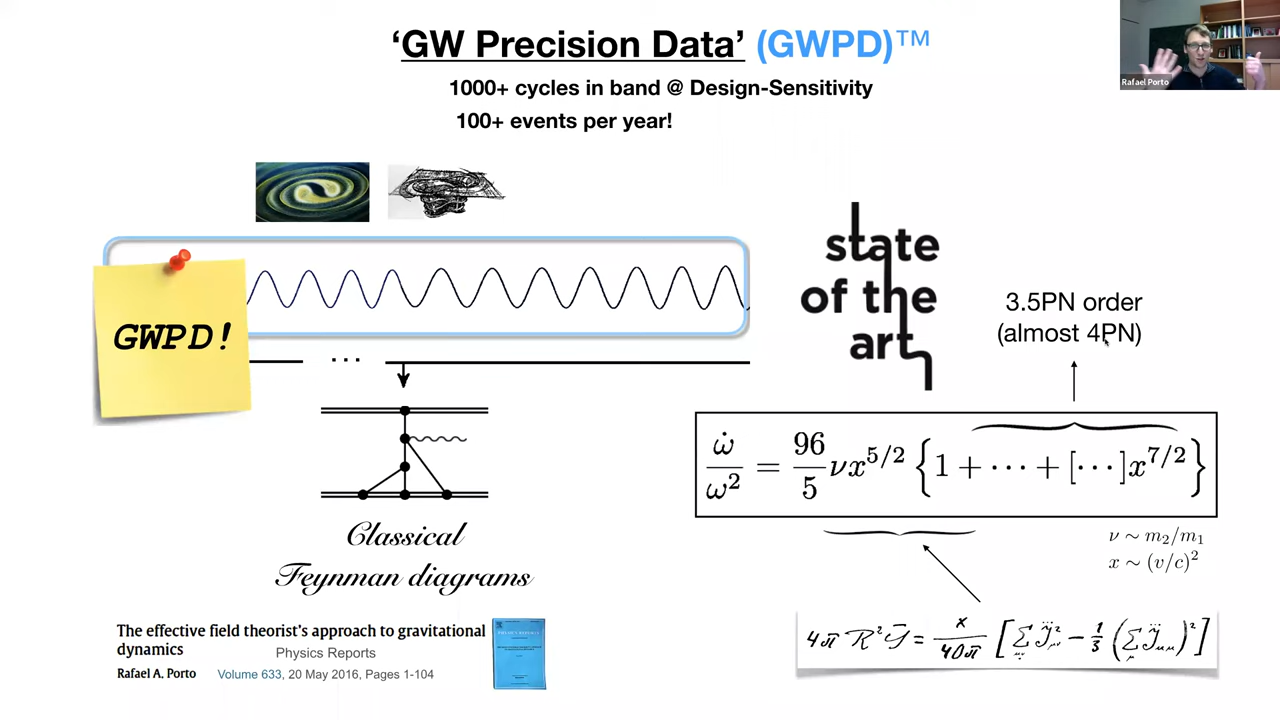 ‘GW Precision Data’ (GWPD)™
1000+ cycles in band @ Design-Sensitivity
100+ events per year!
Rafael Porto
GWPD!
...
state
of the
art
3.5PN order
(almost 4PN)
ω̇/ω² = 96/5 νx^{5/2} {1 + ⋯ + [⋯]x^{7/2}}
ν ∼ m₂/m₁
x ∼ (v/c)²
Classical
Feynman diagrams
The effective field theorist’s approach to gravitational
dynamics
Physics Reports
Rafael A. Porto
Volume 633, 20 May 2016, Pages 1-104